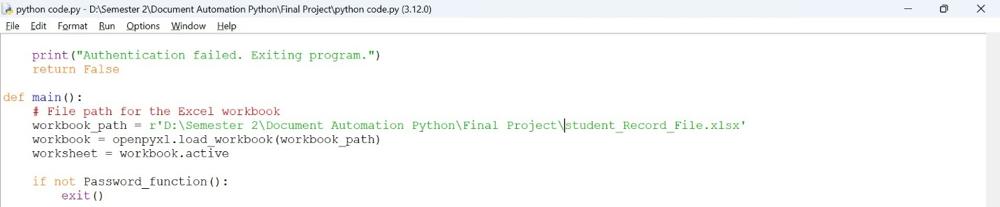 python code.py - D:\Semester 2\Document Automation Python\Final Project\python code.py (3.12.0)
File Edit Format Run Options Window Help
    print("Authentication failed. Exiting program.")
    return False
def main():
    # File path for the Excel workbook
    workbook_path = r'D:\Semester 2\Document Automation Python\Final Project\student_Record_File.xlsx'
    workbook = openpyxl.load_workbook(workbook_path)
    worksheet = workbook.active
    if not Password_function():
        exit()